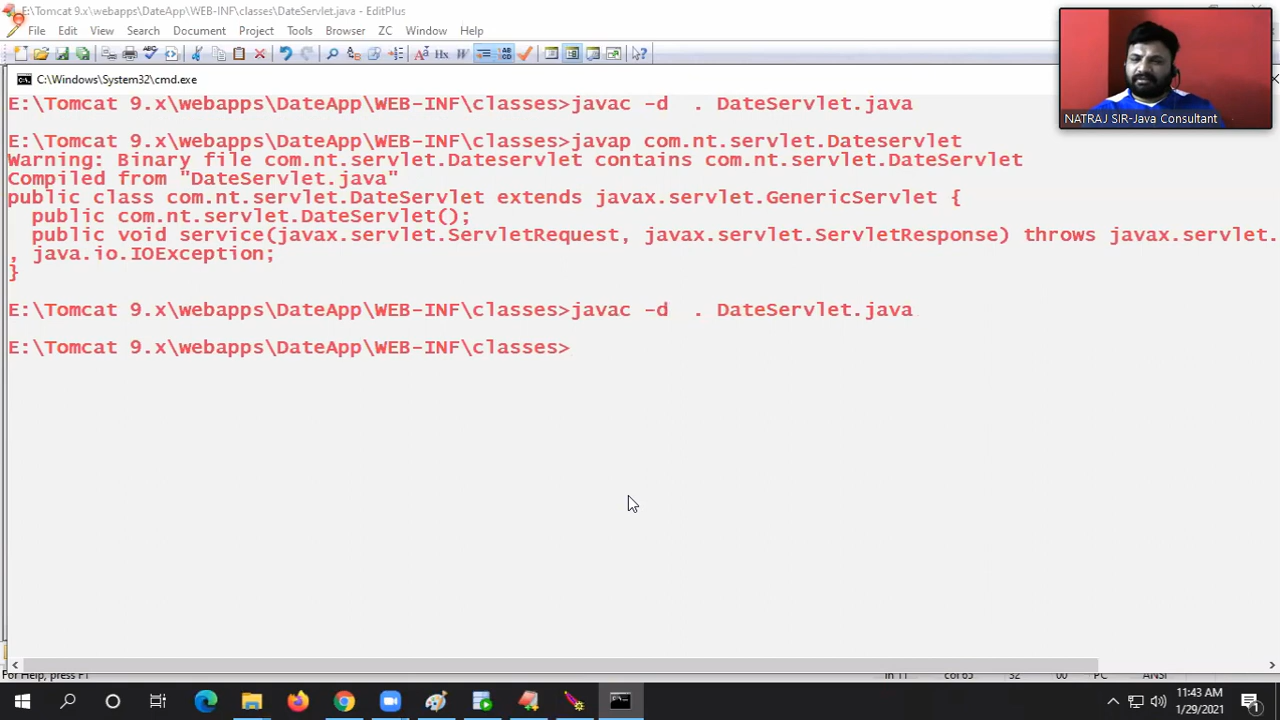 E:\Tomcat 9.x\webapps\DateApp\WEB-INF\classes\DateServlet.java - EditPlus
File Edit View Search Document Project Tools Browser ZC Window Help
C:\Windows\System32\cmd.exe
E:\Tomcat 9.x\webapps\DateApp\WEB-INF\classes>javac -d  . DateServlet.java
E:\Tomcat 9.x\webapps\DateApp\WEB-INF\classes>javap com.nt.servlet.Dateservlet
Warning: Binary file com.nt.servlet.Dateservlet contains com.nt.servlet.DateServlet
Compiled from "DateServlet.java"
public class com.nt.servlet.DateServlet extends javax.servlet.GenericServlet {
  public com.nt.servlet.DateServlet();
  public void service(javax.servlet.ServletRequest, javax.servlet.ServletResponse) throws javax.servlet.
, java.io.IOException;
}
E:\Tomcat 9.x\webapps\DateApp\WEB-INF\classes>javac -d  . DateServlet.java
E:\Tomcat 9.x\webapps\DateApp\WEB-INF\classes>
NATRAJ SIR-Java Consultant
For Help, press F1
PC ANSI
11:43 AM
1/29/2021